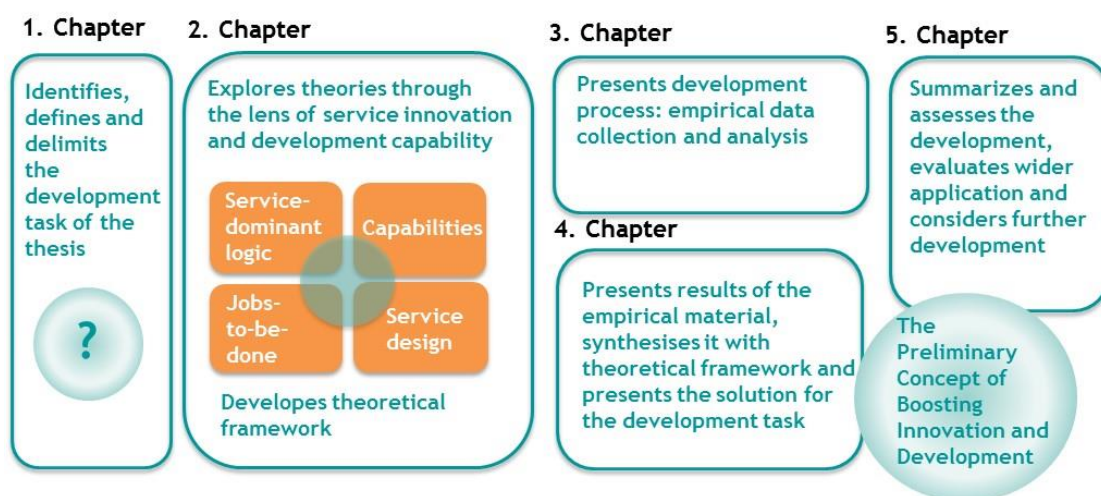 1. Chapter
Identifies,
defines and
delimits
the
development
task of the
thesis
?
2. Chapter
Explores theories through
the lens of service innovation
and development capability
Service-
dominant
logic
Capabilities
Jobs-
to-be-
done
Service
design
Developes theoretical
framework
3. Chapter
Presents development
process: empirical data
collection and analysis
4. Chapter
Presents results of the
empirical material,
synthesises it with
theoretical framework and
presents the solution for
the development task
5. Chapter
Summarizes and
assesses the
development,
evaluates wider
application and
considers further
development
The
Preliminary
Concept of
Boosting
Innovation and
Development